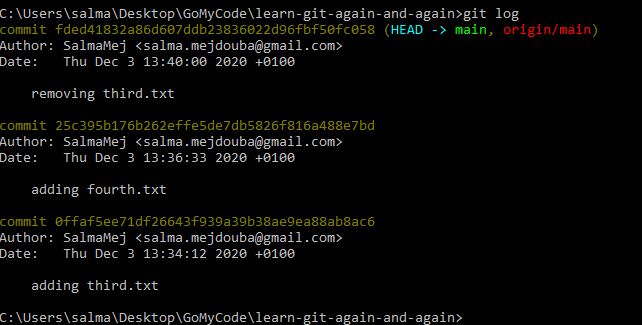 C:\Users\salma\Desktop\GoMyCode\learn-git-again-and-again>git log
commit fded41832a86d607ddb23836022d96fbf50fc058 (HEAD -> main, origin/main)
Author: SalmaMej <salma.mejdouba@gmail.com>
Date:   Thu Dec 3 13:40:00 2020 +0100
    removing third.txt
commit 25c395b176b262effe5de7db5826f816a488e7bd
Author: SalmaMej <salma.mejdouba@gmail.com>
Date:   Thu Dec 3 13:36:33 2020 +0100
    adding fourth.txt
commit 0ffaf5ee71df26643f939a39b38ae9ea88ab8ac6
Author: SalmaMej <salma.mejdouba@gmail.com>
Date:   Thu Dec 3 13:34:12 2020 +0100
    adding third.txt
C:\Users\salma\Desktop\GoMyCode\learn-git-again-and-again>